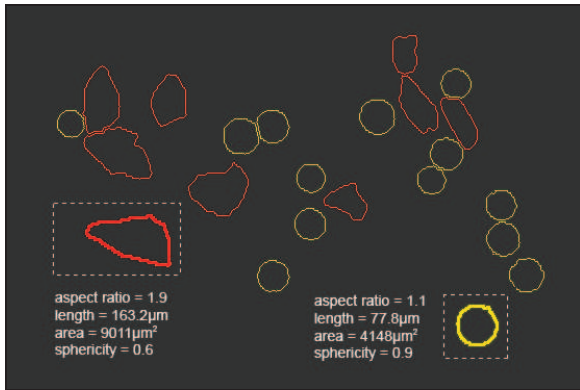 aspect ratio = 1.9
length = 163.2µm
area = 9011µm²
sphericity = 0.6
aspect ratio = 1.1
length = 77.8µm
area = 4148µm²
sphericity = 0.9